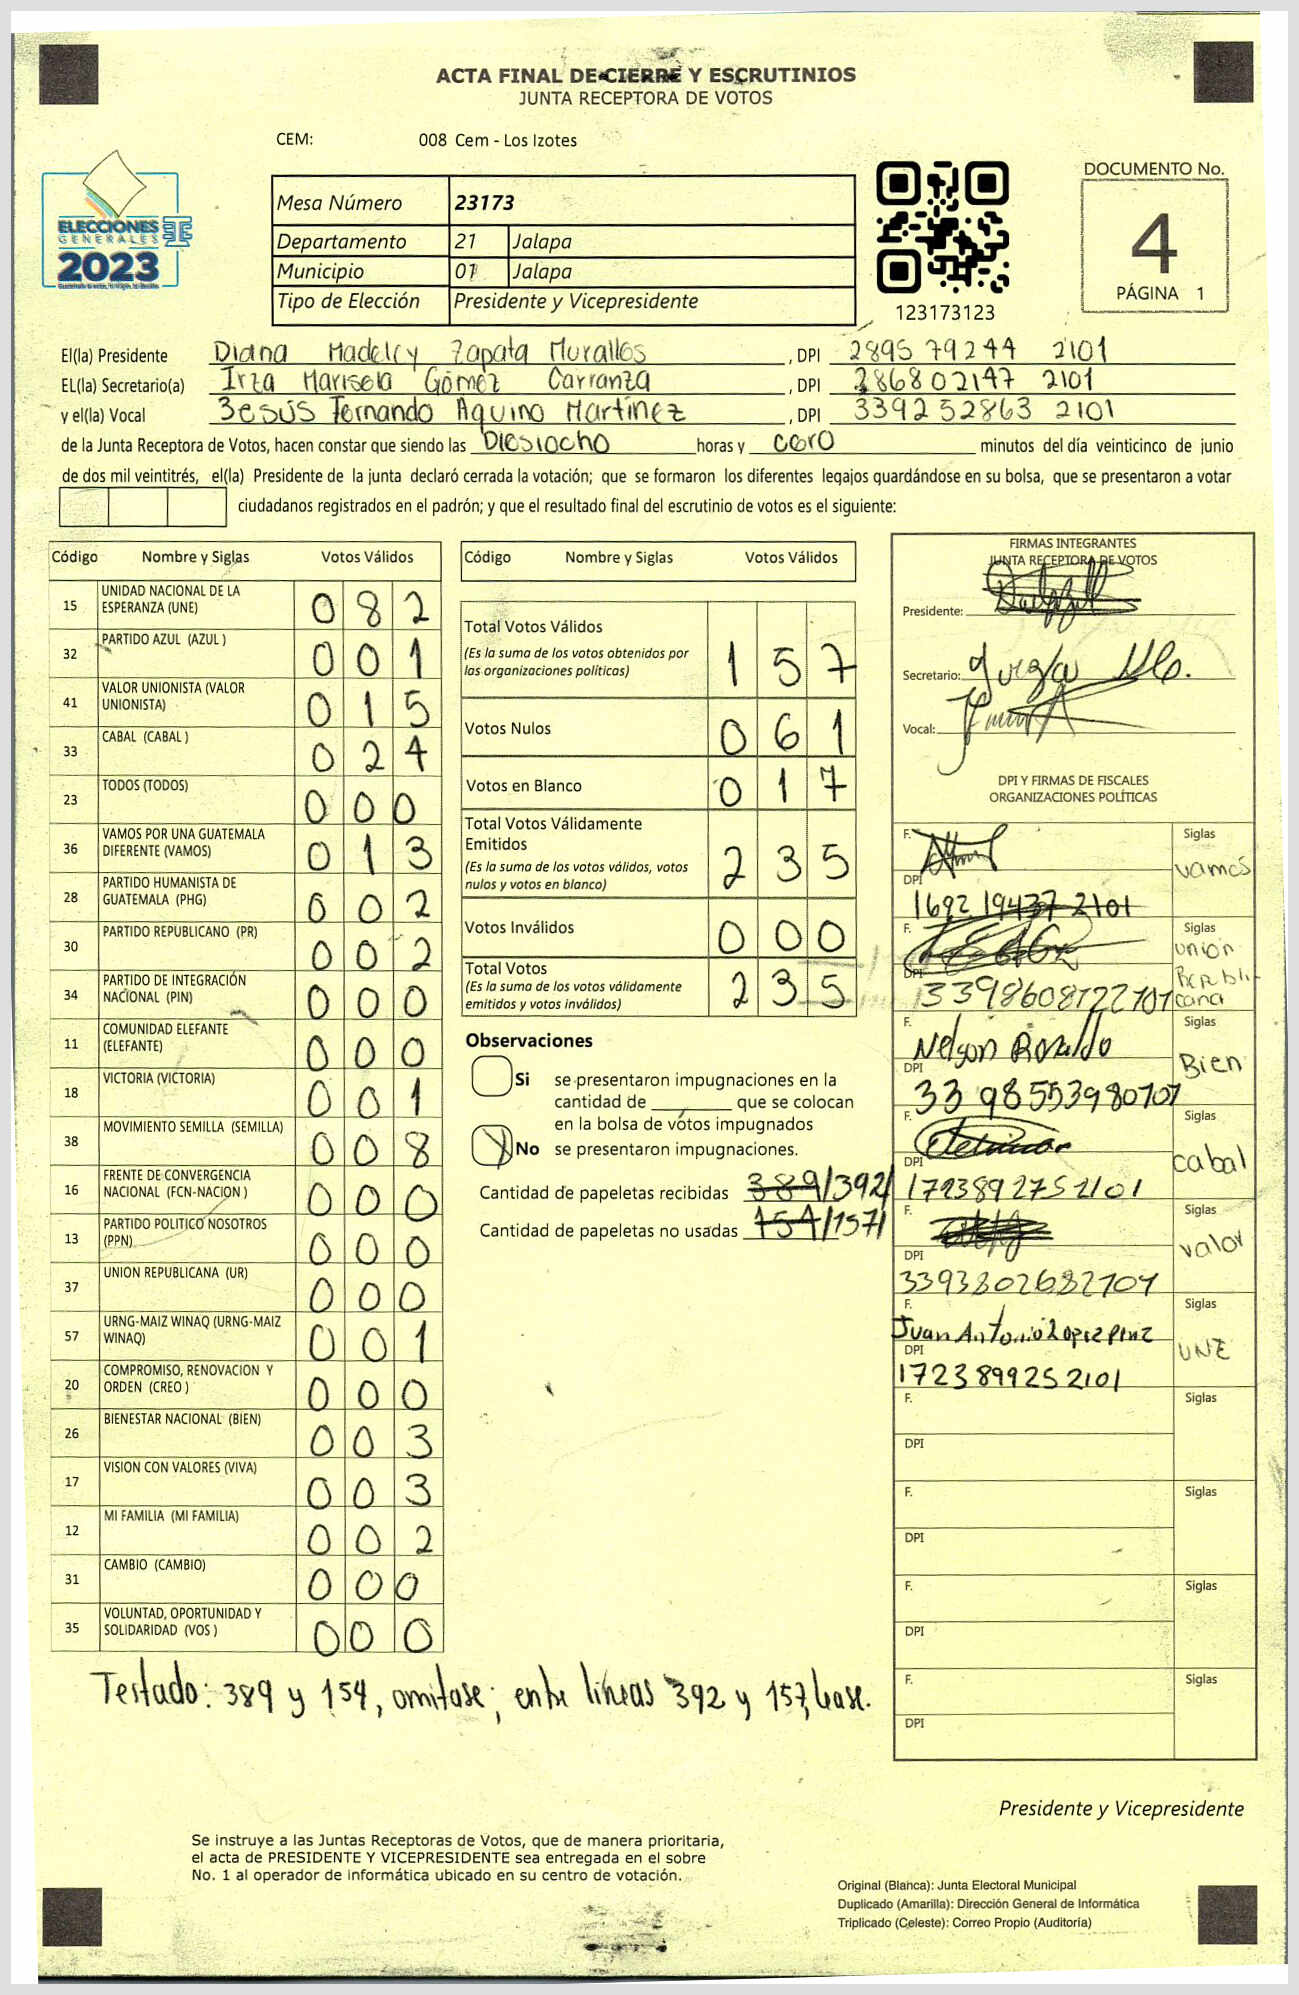 ACTA FINAL DE CIERRE Y ESCRUTINIOS
JUNTA RECEPTORA DE VOTOS
CEM: 008 Cem - Los Izotes
ELECCIONES
GENERALES
2023
Mesa Número 23173
Departamento 21 Jalapa
Municipio 01 Jalapa
Tipo de Elección Presidente y Vicepresidente
123173123
DOCUMENTO No.
4
PÁGINA 1
El(la) Presidente Diana Madelcy Zapata Murallos , DPI 2895 79244 2101
EL(la) Secretario(a) Irza Marisela Gómez Carranza , DPI 286802147 2101
y el(la) Vocal Jesús Fernando Aquino Martínez , DPI 3392 52863 2101
de la Junta Receptora de Votos, hacen constar que siendo las Diesiocho horas y cero minutos del día veinticinco de junio
de dos mil veintitrés, el(la) Presidente de la junta declaró cerrada la votación; que se formaron los diferentes legajos guardándose en su bolsa, que se presentaron a votar
ciudadanos registrados en el padrón; y que el resultado final del escrutinio de votos es el siguiente:
Código Nombre y Siglas Votos Válidos
15 UNIDAD NACIONAL DE LA ESPERANZA (UNE) 0 8 2
32 PARTIDO AZUL (AZUL ) 0 0 1
41 VALOR UNIONISTA (VALOR UNIONISTA) 0 1 5
33 CABAL (CABAL ) 0 2 4
23 TODOS (TODOS) 0 0 0
36 VAMOS POR UNA GUATEMALA DIFERENTE (VAMOS) 0 1 3
28 PARTIDO HUMANISTA DE GUATEMALA (PHG) 0 0 2
30 PARTIDO REPUBLICANO (PR) 0 0 2
34 PARTIDO DE INTEGRACIÓN NACIONAL (PIN) 0 0 0
11 COMUNIDAD ELEFANTE (ELEFANTE) 0 0 0
18 VICTORIA (VICTORIA) 0 0 1
38 MOVIMIENTO SEMILLA (SEMILLA) 0 0 8
16 FRENTE DE CONVERGENCIA NACIONAL (FCN-NACION ) 0 0 0
13 PARTIDO POLITICO NOSOTROS (PPN) 0 0 0
37 UNION REPUBLICANA (UR) 0 0 0
57 URNG-MAIZ WINAQ (URNG-MAIZ WINAQ) 0 0 1
20 COMPROMISO, RENOVACION Y ORDEN (CREO ) 0 0 0
26 BIENESTAR NACIONAL (BIEN) 0 0 3
17 VISION CON VALORES (VIVA) 0 0 3
12 MI FAMILIA (MI FAMILIA) 0 0 2
31 CAMBIO (CAMBIO) 0 0 0
35 VOLUNTAD, OPORTUNIDAD Y SOLIDARIDAD (VOS ) 0 0 0
Testado: 389 y 154, omitase; entre líneas 392 y 157, léase.
Código Nombre y Siglas Votos Válidos
Total Votos Válidos 1 5 7
(Es la suma de los votos obtenidos por
las organizaciones políticas)
Votos Nulos 0 6 1
Votos en Blanco 0 1 7
Total Votos Válidamente
Emitidos 2 3 5
(Es la suma de los votos válidos, votos
nulos y votos en blanco)
Votos Inválidos 0 0 0
Total Votos 2 3 5
(Es la suma de los votos válidamente
emitidos y votos inválidos)
Observaciones
Si se presentaron impugnaciones en la
cantidad de ________ que se colocan
en la bolsa de votos impugnados
No se presentaron impugnaciones.
Cantidad de papeletas recibidas 389/392/
Cantidad de papeletas no usadas 154/157/
FIRMAS INTEGRANTES
JUNTA RECEPTORA DE VOTOS
Presidente:
Secretario:
Vocal:
DPI Y FIRMAS DE FISCALES
ORGANIZACIONES POLÍTICAS
F. Siglas
vamos
DPI
1692 19437 2101
F. Siglas
union
Republi-
cana
DPI
3398608722107
F. Siglas
Nelson Ronaldo
Bien
DPI
33 98553980707
F. Siglas
cabal
DPI
1723892752101
F. Siglas
valor
DPI
3393802682101
F. Siglas
Juan Antonio Lopez
UNE
DPI
1723899252101
F. Siglas
DPI
F. Siglas
DPI
F. Siglas
DPI
F. Siglas
DPI
Presidente y Vicepresidente
Se instruye a las Juntas Receptoras de Votos, que de manera prioritaria,
el acta de PRESIDENTE Y VICEPRESIDENTE sea entregada en el sobre
No. 1 al operador de informática ubicado en su centro de votación.
Original (Blanca): Junta Electoral Municipal
Duplicado (Amarilla): Dirección General de Informática
Triplicado (Celeste): Correo Propio (Auditoría)